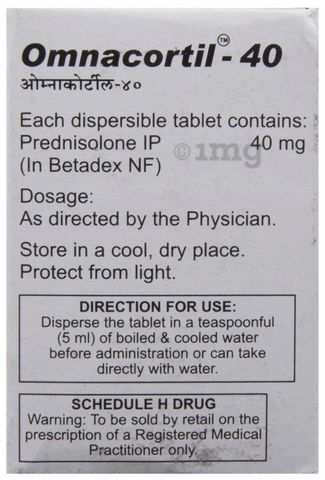 Omnacortil™- 40
ओम्नाकोर्टील-४०
Each dispersible tablet contains:
Prednisolone IP 40 mg
(In Betadex NF)
©1mg
Dosage:
As directed by the Physician.
Store in a cool, dry place.
Protect from light.
DIRECTION FOR USE:
Disperse the tablet in a teaspoonful
(5 ml) of boiled & cooled water
before administration or can take
directly with water.
SCHEDULE H DRUG
Warning: To be sold by retail on the
prescription of a Registered Medical
Practitioner only.